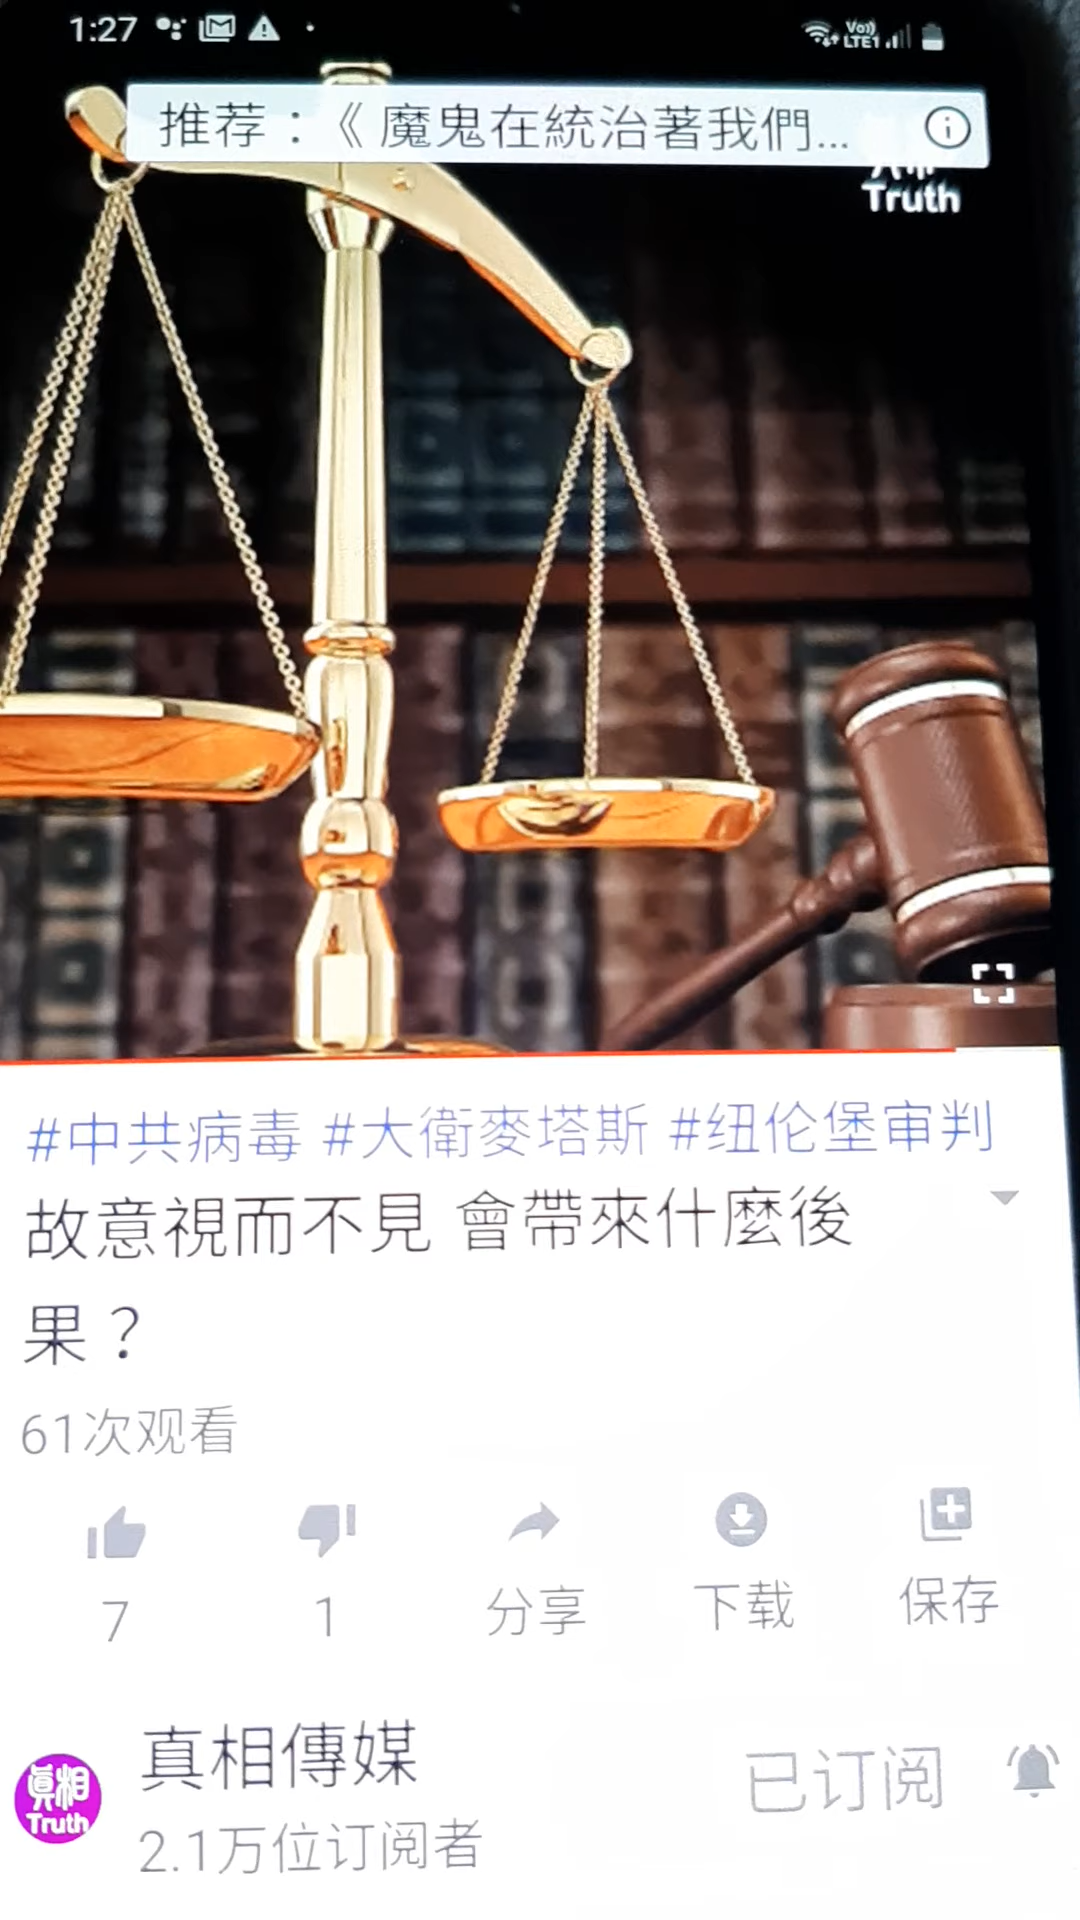 1:27
Vo)) LTE1
推荐：《魔鬼在統治著我們...
Truth
#中共病毒 #大衛麥塔斯 #纽伦堡审判
故意視而不見 會帶來什麼後
果？
61次观看
7
1
分享
下载
保存
真相
Truth
真相傳媒
已订阅
2.1万位订阅者